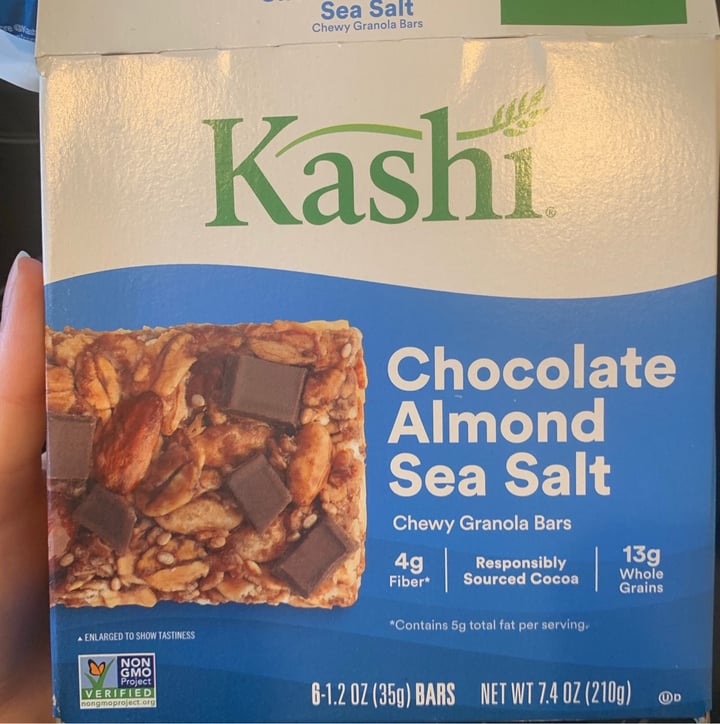 Sea Salt
Chewy Granola Bars
Kashi®
Chocolate
Almond
Sea Salt
Chewy Granola Bars
4g
Fiber*
Responsibly
Sourced Cocoa
13g
Whole
Grains
*Contains 5g total fat per serving.
▲ ENLARGED TO SHOW TASTINESS
NON
GMO
Project
VERIFIED
nongmoproject.org
6-1.2 OZ (35g) BARS NET WT 7.4 OZ (210g) ⓊD